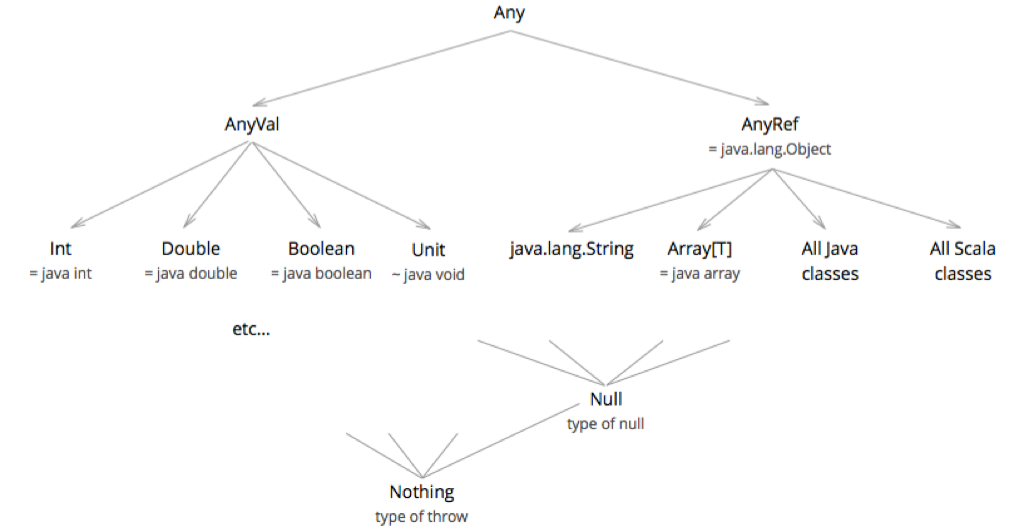 Any
AnyVal
AnyRef
= java.lang.Object
Int
= java int
Double
= java double
Boolean
= java boolean
Unit
~ java void
java.lang.String
Array[T]
= java array
All Java
classes
All Scala
classes
etc...
Null
type of null
Nothing
type of throw